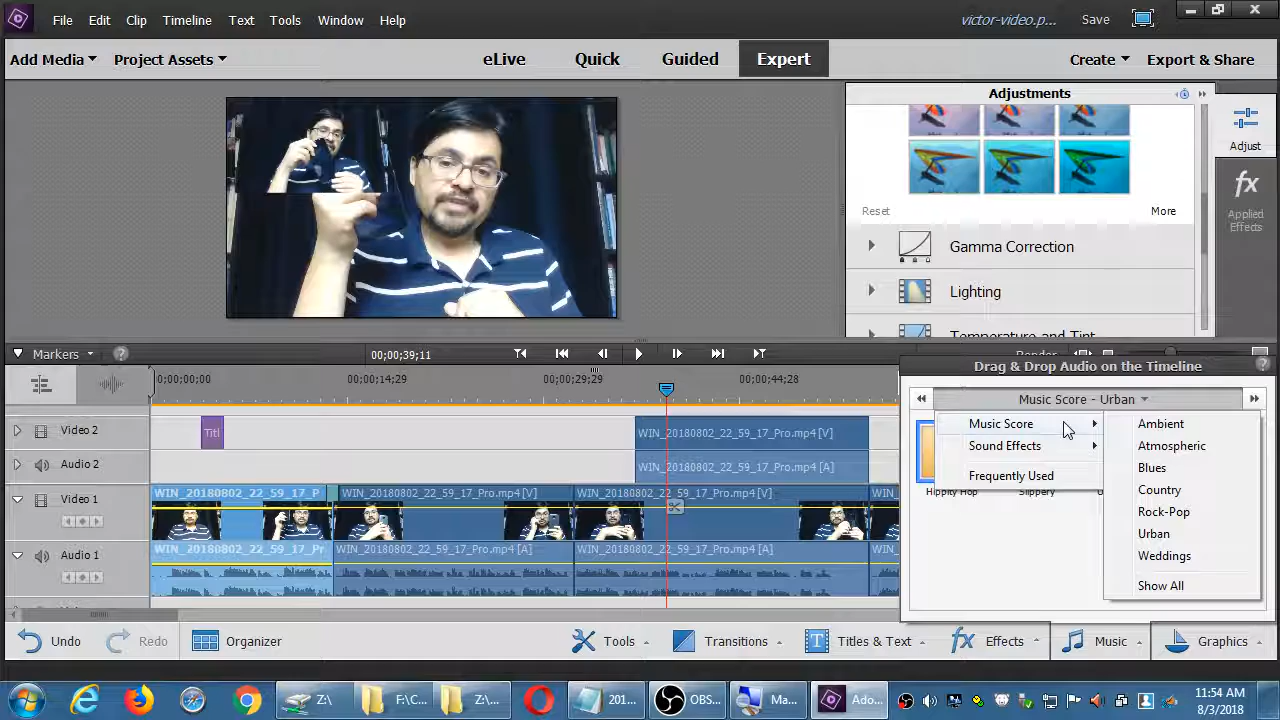 File Edit Clip Timeline Text Tools Window Help victor-video.p... Save
Add Media Project Assets eLive Quick Guided Expert Create Export & Share
Adjustments
Adjust
Reset More
Applied
Effects
Gamma Correction
Lighting
Temperature and Tint
Markers 00;00;39;11 Render
0;00;00;00 00;00;14;29 00;00;29;29 00;00;44;28
Drag & Drop Audio on the Timeline
Music Score - Urban
Music Score
Sound Effects
Frequently Used
Ambient
Atmospheric
Blues
Country
Rock-Pop
Urban
Weddings
Show All
Hippity Hop Slippery
Video 2 Titl WIN_20180802_22_59_17_Pro.mp4 [V]
Audio 2 WIN_20180802_22_59_17_Pro.mp4 [A]
Video 1 WIN_20180802_22_59_17_P WIN_20180802_22_59_17_Pro.mp4 [V] WIN_20180802_22_59_17_Pro.mp4 [V] WIN_20
Audio 1 WIN_20180802_22_59_17_Pr WIN_20180802_22_59_17_Pro.mp4 [A] WIN_20180802_22_59_17_Pro.mp4 [A] WIN_20
Undo Redo Organizer Tools Transitions Titles & Text fx Effects Music Graphics
Z:\ F:\C... Z:\... 201... OBS... Ma... Ado... 11:54 AM
8/3/2018